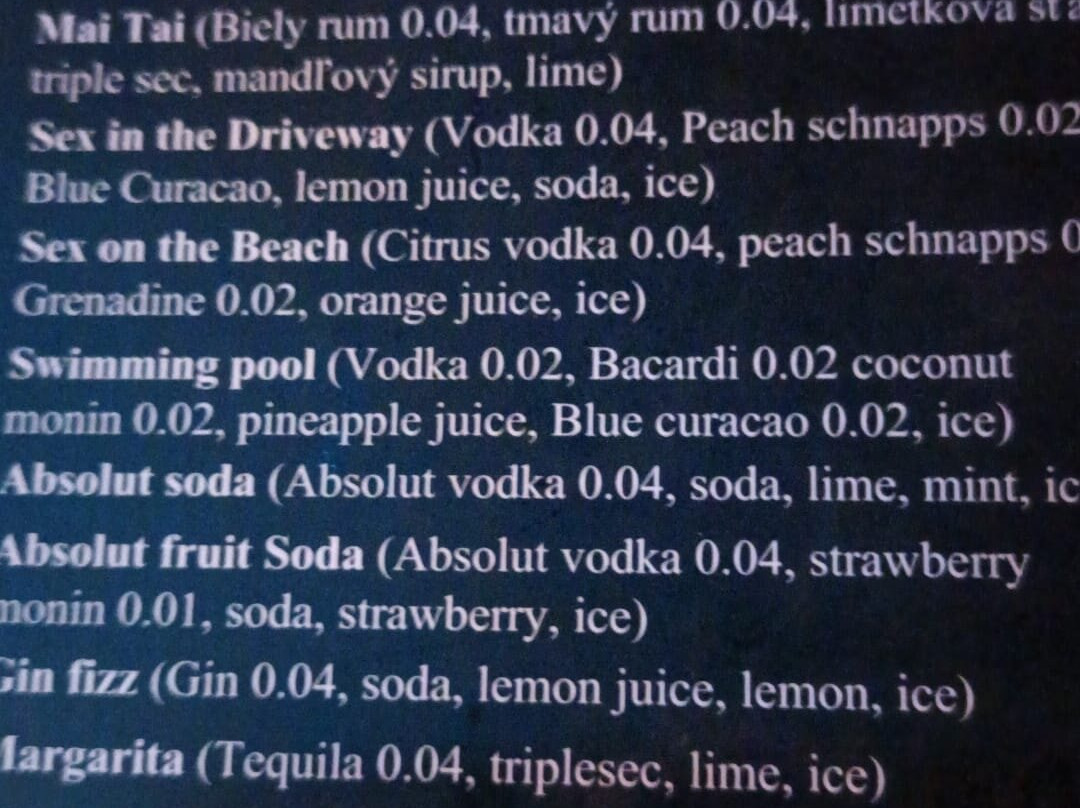 Mai Tai (Biely rum 0.04, tmavý rum 0.04, limetková
triple sec, mandľový sirup, lime)
Sex in the Driveway (Vodka 0.04, Peach schnapps 0.02
Blue Curacao, lemon juice, soda, ice)
Sex on the Beach (Citrus vodka 0.04, peach schnapps
Grenadine 0.02, orange juice, ice)
Swimming pool (Vodka 0.02, Bacardi 0.02 coconut
monin 0.02, pineapple juice, Blue curacao 0.02, ice)
Absolut soda (Absolut vodka 0.04, soda, lime, mint,
Absolut fruit Soda (Absolut vodka 0.04, strawberry
monin 0.01, soda, strawberry, ice)
Gin fizz (Gin 0.04, soda, lemon juice, lemon, ice)
Margarita (Tequila 0.04, triplesec, lime, ice)